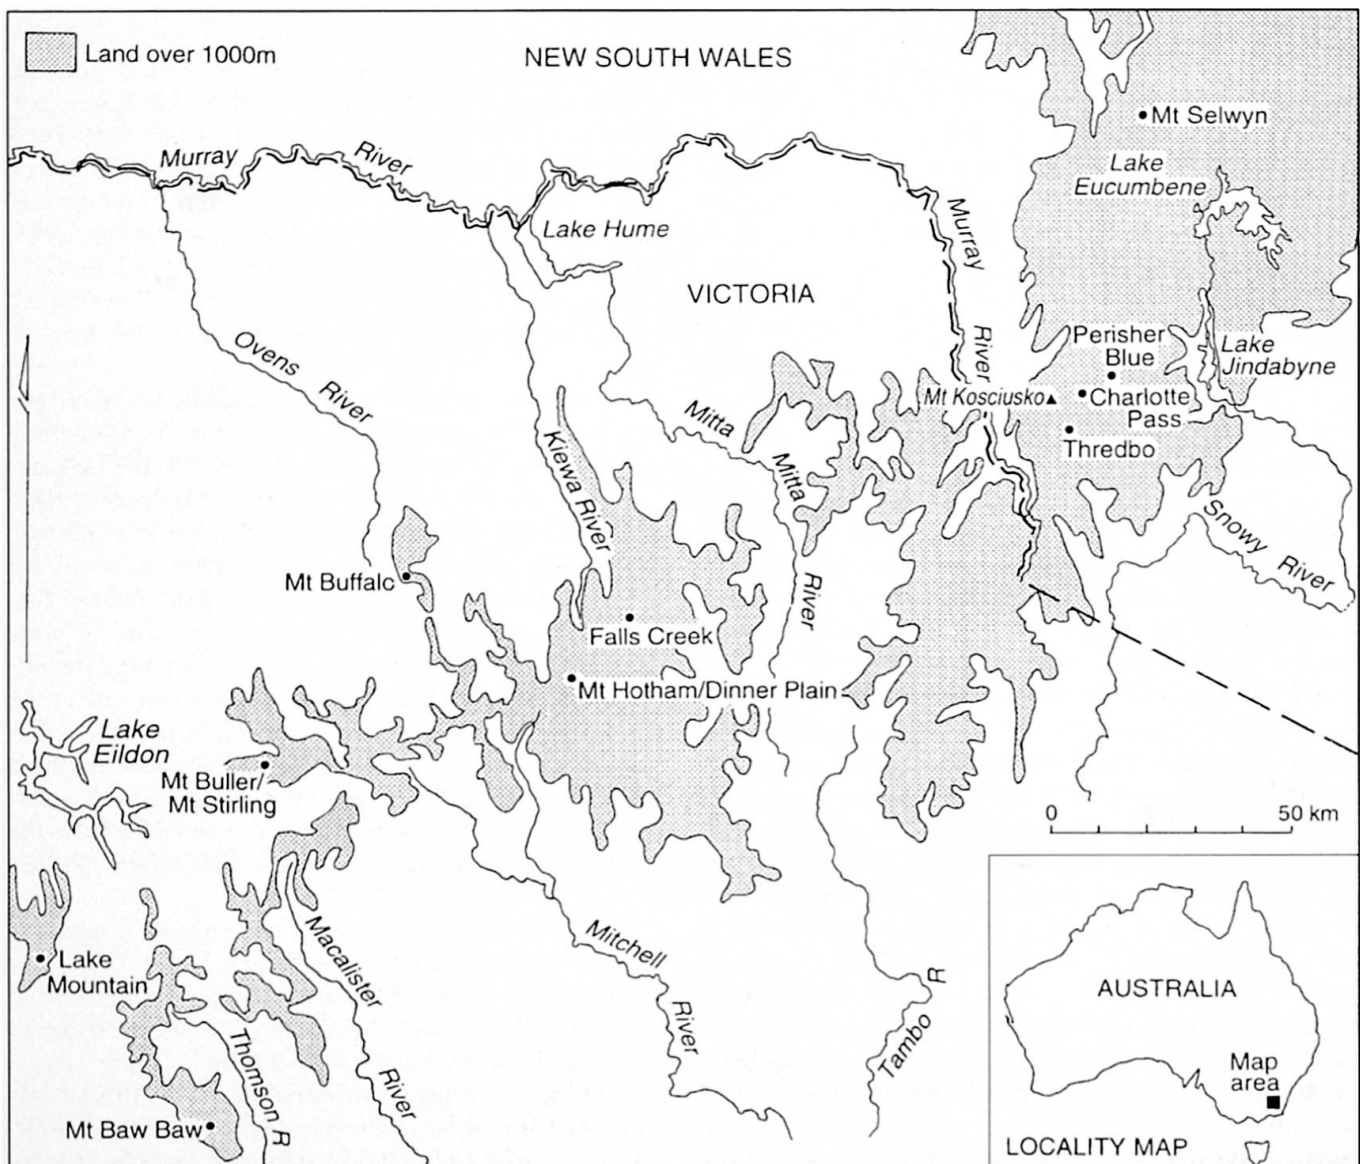 Land over 1000m
NEW SOUTH WALES
Mt Selwyn
Murray River
Lake
Eucumbene
Lake Hume
Murray River
VICTORIA
Ovens River
Perisher
Blue
Lake
Jindabyne
Mt Kosciusko
Charlotte
Pass
Thredbo
Mitta Mitta River
Kiewa River
Snowy River
Mt Buffalc
Falls Creek
Mt Hotham/Dinner Plain
Lake
Eildon
Mt Buller/
Mt Stirling
0 50 km
Lake
Mountain
Macalister River
Mitchell River
Tambo R
Thomson R
Mt Baw Baw
AUSTRALIA
Map
area
LOCALITY MAP